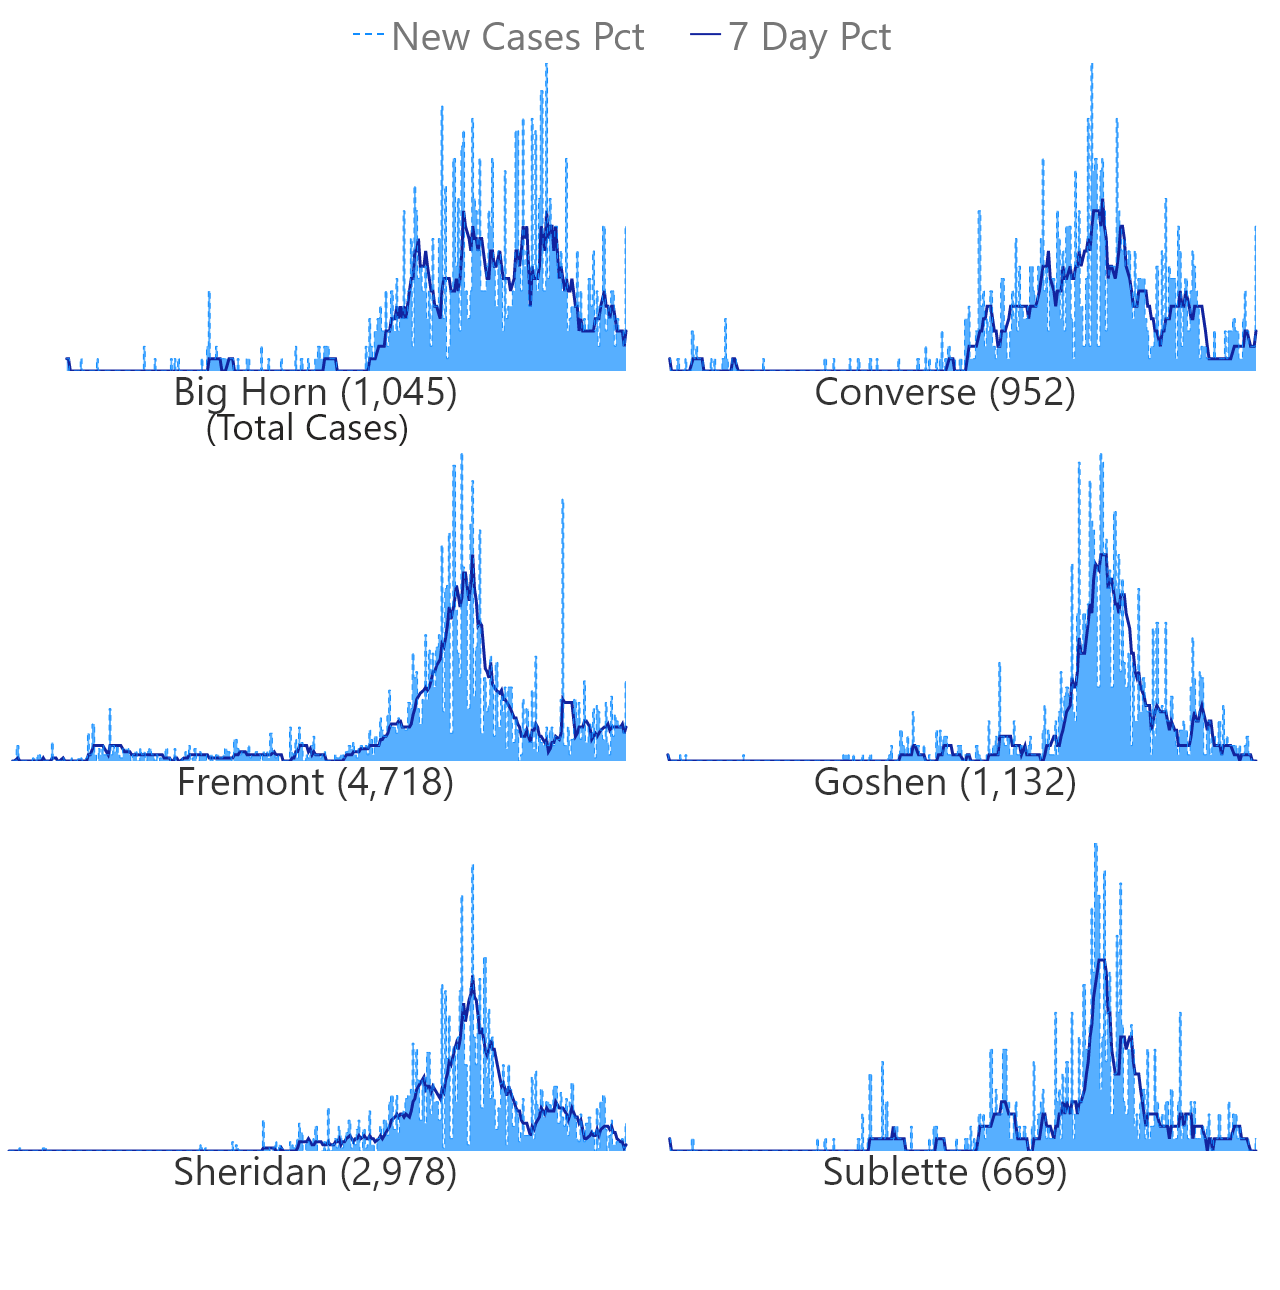 New Cases Pct 7 Day Pct
Big Horn (1,045) Converse (952)
(Total Cases)
Fremont (4,718) Goshen (1,132)
Sheridan (2,978) Sublette (669)